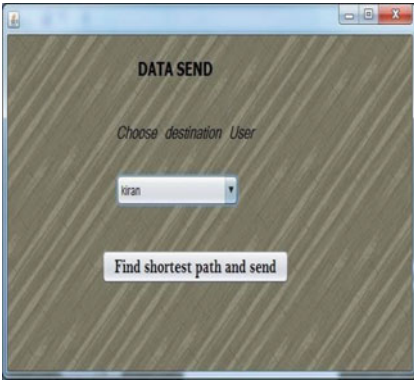 DATA SEND
Choose destination User
kiran
Find shortest path and send